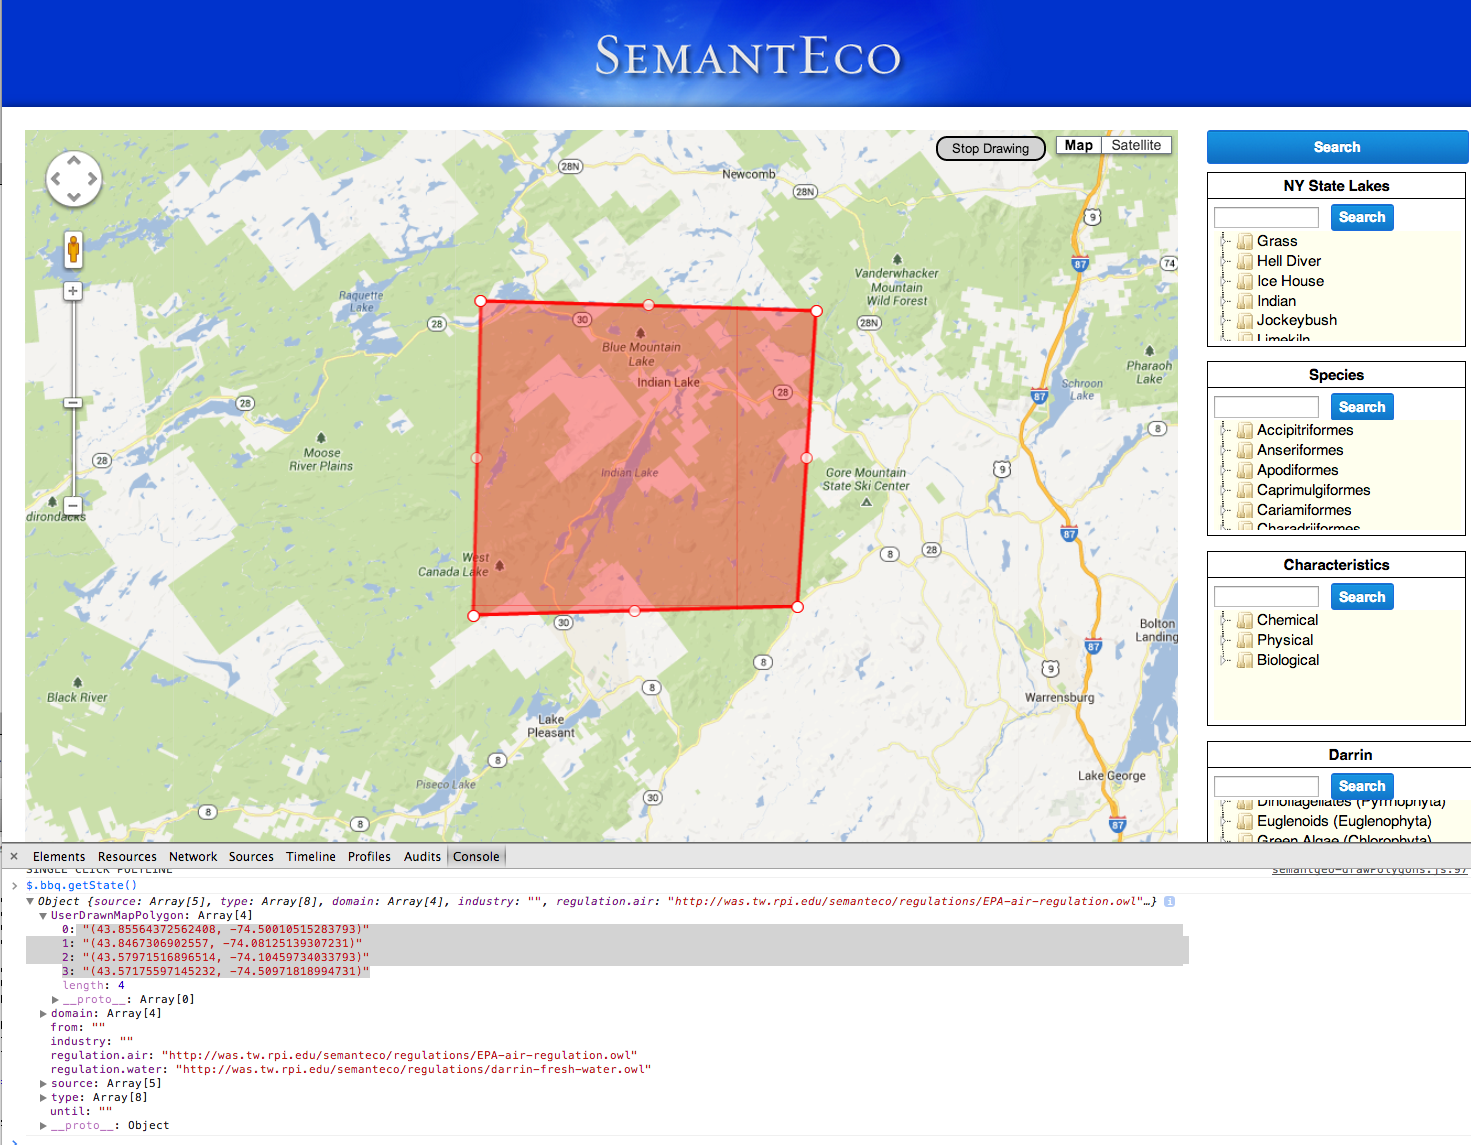 SEMANTECO
Stop Drawing
Map
Satellite
28N
Newcomb
28N
9
87
74
Vanderwhacker
Mountain
Wild Forest
Raquette
Lake
28
30
28N
Blue Mountain
Lake
Indian Lake
28
Pharaoh
Lake
Schroon
Lake
87
28
8
Moose
River Plains
28
Indian Lake
Gore Mountain
State Ski Center
9
dirondacks
87
8
28
West
Canada Lake
30
Bolton
Landing
87
8
9
Black River
8
Warrensburg
Lake
Pleasant
8
Piseco Lake
Lake George
30
8
8
87
Search
NY State Lakes
Search
Grass
Hell Diver
Ice House
Indian
Jockeybush
Limekiln
Species
Search
Accipitriformes
Anseriformes
Apodiformes
Caprimulgiformes
Cariamiformes
Charadriiformes
Characteristics
Search
Chemical
Physical
Biological
Darrin
Search
Dinoflagellates (Pyrrhophyta)
Euglenoids (Euglenophyta)
Green Algae (Chlorophyta)
× Elements Resources Network Sources Timeline Profiles Audits Console
SINGLE CLICK POLYLINE
semantgeo-drawPolygons.js:97
> $.bbq.getState()
▼Object {source: Array[5], type: Array[8], domain: Array[4], industry: "", regulation.air: "http://was.tw.rpi.edu/semanteco/regulations/EPA-air-regulation.owl"…}
▼UserDrawnMapPolygon: Array[4]
0: "(43.85564372562408, -74.50010515283793)"
1: "(43.8467306902557, -74.08125139307231)"
2: "(43.57971516896514, -74.10459734033793)"
3: "(43.57175597145232, -74.50971818994731)"
length: 4
▶__proto__: Array[0]
▶domain: Array[4]
from: ""
industry: ""
regulation.air: "http://was.tw.rpi.edu/semanteco/regulations/EPA-air-regulation.owl"
regulation.water: "http://was.tw.rpi.edu/semanteco/regulations/darrin-fresh-water.owl"
▶source: Array[5]
▶type: Array[8]
until: ""
▶__proto__: Object
>